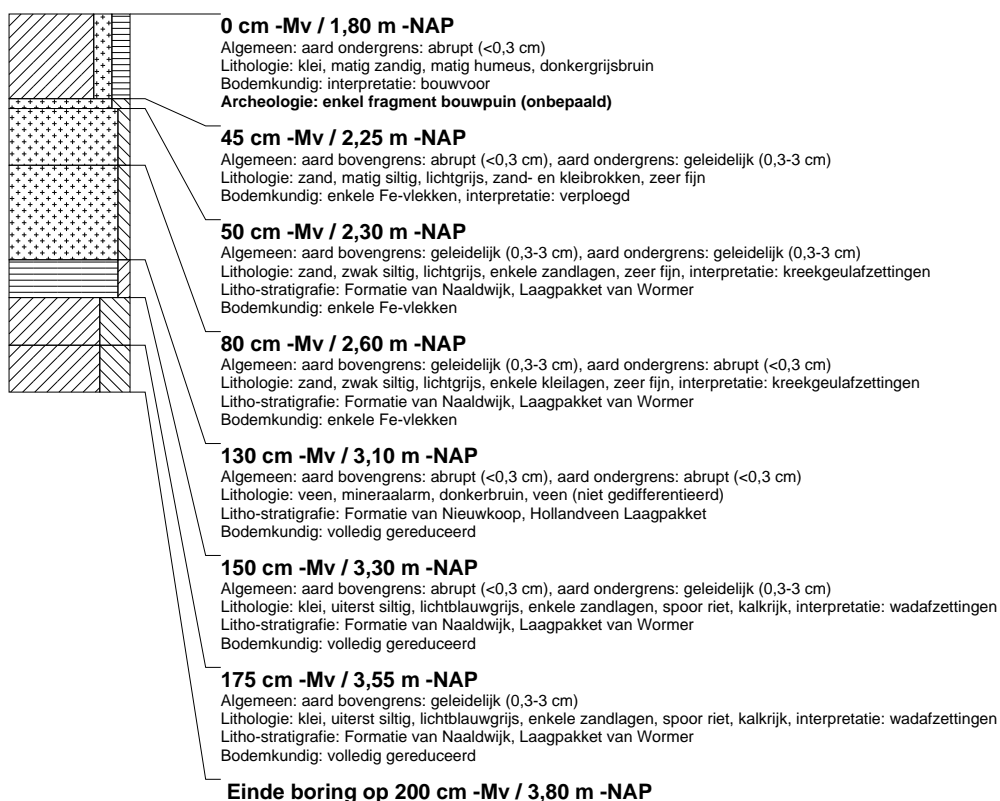 0 cm -Mv / 1,80 m -NAP
Algemeen: aard ondergrens: abrupt (<0,3 cm)
Lithologie: klei, matig zandig, matig humeus, donkergrijsbruin
Bodemkundig: interpretatie: bouwvoor
Archeologie: enkel fragment bouwpuin (onbepaald)
45 cm -Mv / 2,25 m -NAP
Algemeen: aard bovengrens: abrupt (<0,3 cm), aard ondergrens: geleidelijk (0,3-3 cm)
Lithologie: zand, matig siltig, lichtgrijs, zand- en kleibrokken, zeer fijn
Bodemkundig: enkele Fe-vlekken, interpretatie: verploegd
50 cm -Mv / 2,30 m -NAP
Algemeen: aard bovengrens: geleidelijk (0,3-3 cm), aard ondergrens: geleidelijk (0,3-3 cm)
Lithologie: zand, zwak siltig, lichtgrijs, enkele zandlagen, zeer fijn, interpretatie: kreekgeulafzettingen
Litho-stratigrafie: Formatie van Naaldwijk, Laagpakket van Wormer
Bodemkundig: enkele Fe-vlekken
80 cm -Mv / 2,60 m -NAP
Algemeen: aard bovengrens: geleidelijk (0,3-3 cm), aard ondergrens: abrupt (<0,3 cm)
Lithologie: zand, zwak siltig, lichtgrijs, enkele kleilagen, zeer fijn, interpretatie: kreekgeulafzettingen
Litho-stratigrafie: Formatie van Naaldwijk, Laagpakket van Wormer
Bodemkundig: enkele Fe-vlekken
130 cm -Mv / 3,10 m -NAP
Algemeen: aard bovengrens: abrupt (<0,3 cm), aard ondergrens: abrupt (<0,3 cm)
Lithologie: veen, mineraalarm, donkerbruin, veen (niet gedifferentieerd)
Litho-stratigrafie: Formatie van Nieuwkoop, Hollandveen Laagpakket
Bodemkundig: volledig gereduceerd
150 cm -Mv / 3,30 m -NAP
Algemeen: aard bovengrens: abrupt (<0,3 cm), aard ondergrens: geleidelijk (0,3-3 cm)
Lithologie: klei, uiterst siltig, lichtblauwgrijs, enkele zandlagen, spoor riet, kalkrijk, interpretatie: wadafzettingen
Litho-stratigrafie: Formatie van Naaldwijk, Laagpakket van Wormer
Bodemkundig: volledig gereduceerd
175 cm -Mv / 3,55 m -NAP
Algemeen: aard bovengrens: geleidelijk (0,3-3 cm)
Lithologie: klei, uiterst siltig, lichtblauwgrijs, enkele zandlagen, spoor riet, kalkrijk, interpretatie: wadafzettingen
Litho-stratigrafie: Formatie van Naaldwijk, Laagpakket van Wormer
Bodemkundig: volledig gereduceerd
Einde boring op 200 cm -Mv / 3,80 m -NAP